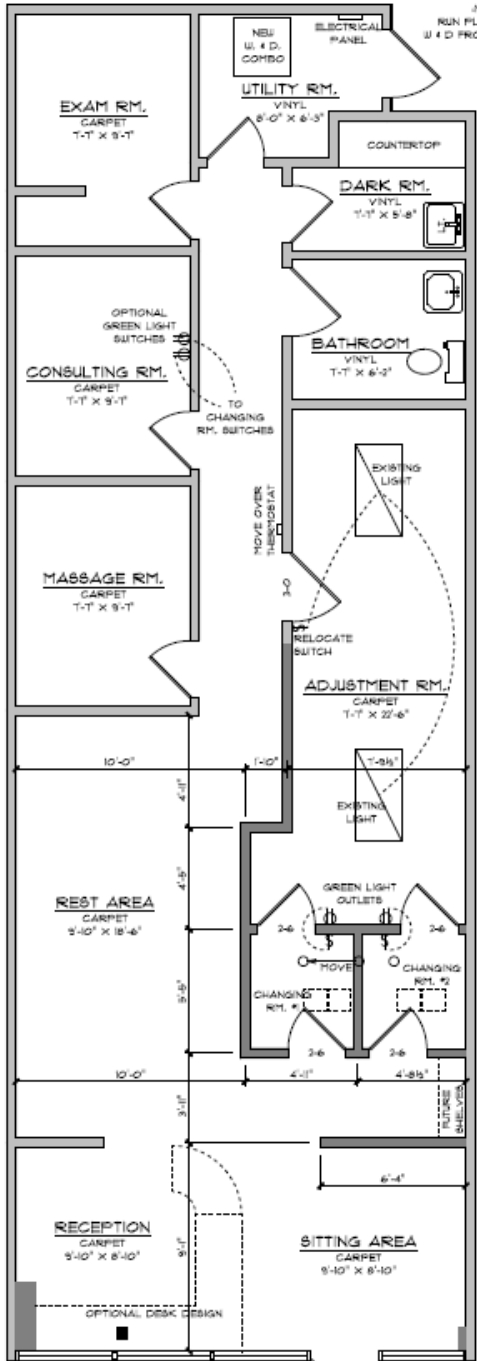 NEW
W. & D.
COMBO
ELECTRICAL
PANEL
RUN PL
W & D FRO
UTILITY RM.
VINYL
8'-0" X 6'-3"
EXAM RM.
CARPET
7'-7" X 9'-7"
COUNTERTOP
DARK RM.
VINYL
7'-7" X 5'-8"
L.T.
OPTIONAL
GREEN LIGHT
SWITCHES
BATHROOM
VINYL
7'-7" X 6'-2"
CONSULTING RM.
CARPET
7'-7" X 9'-7"
TO
CHANGING
RM. SWITCHES
EXISTING
LIGHT
MOVE OVER
THERMOSTAT
MASSAGE RM.
CARPET
7'-7" X 9'-7"
3-0
RELOCATE
SWITCH
ADJUSTMENT RM.
CARPET
7'-7" X 22'-6"
10'-0"
1'-10"
7'-8½"
4'-11"
EXISTING
LIGHT
4'-5"
REST AREA
CARPET
9'-10" X 18'-6"
GREEN LIGHT
OUTLETS
2-6
2-6
MOVE
CHANGING
RM. #1
CHANGING
RM. #2
5'-5"
2-6
2-6
10'-0"
4'-11"
4'-8½"
3'-11"
FUTURE
SHELVES
6'-4"
RECEPTION
CARPET
9'-10" X 8'-10"
9'-1"
SITTING AREA
CARPET
9'-10" X 8'-10"
OPTIONAL DESK DESIGN